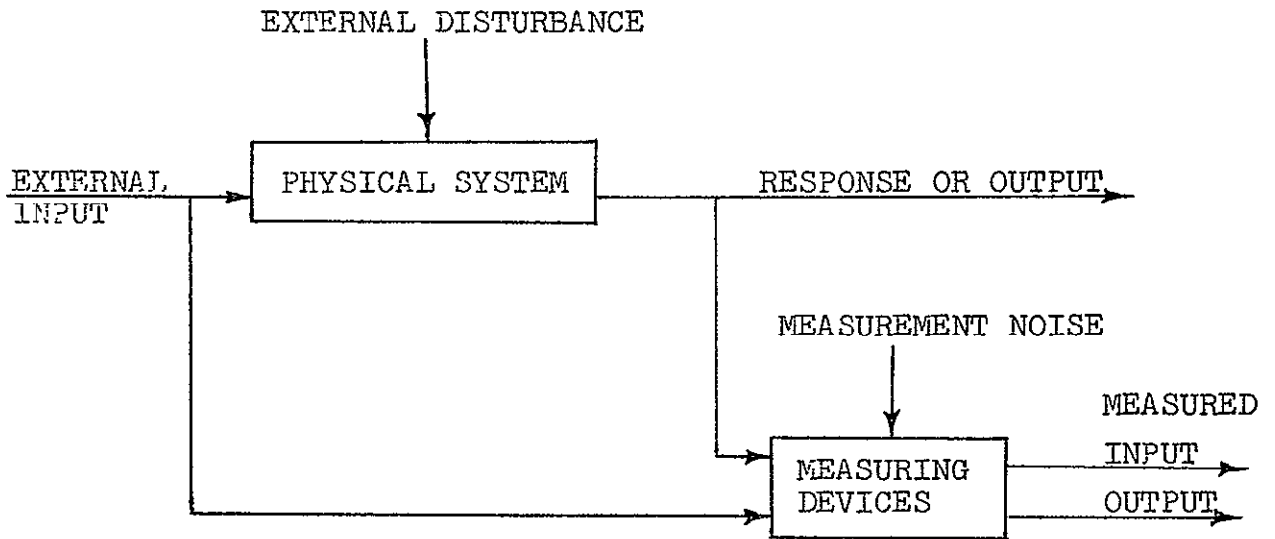 EXTERNAL DISTURBANCE
EXTERNAL
INPUT
PHYSICAL SYSTEM
RESPONSE OR OUTPUT
MEASUREMENT NOISE
MEASURED
INPUT
OUTPUT
MEASURING
DEVICES